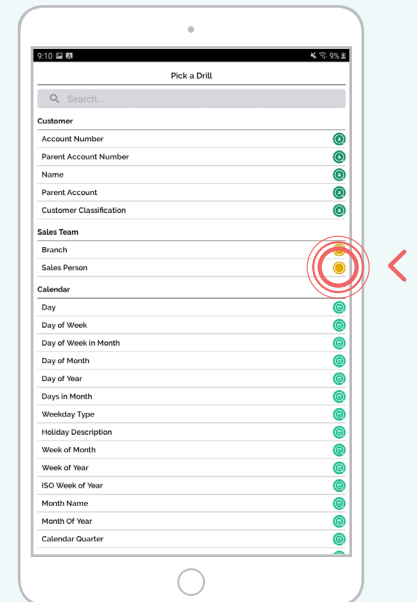 9:10
9%
Pick a Drill
Search...
Customer
Account Number
Parent Account Number
Name
Parent Account
Customer Classification
Sales Team
Branch
Sales Person
Calendar
Day
Day of Week
Day of Week in Month
Day of Month
Day of Year
Days in Month
Weekday Type
Holiday Description
Week of Month
Week of Year
ISO Week of Year
Month Name
Month Of Year
Calendar Quarter